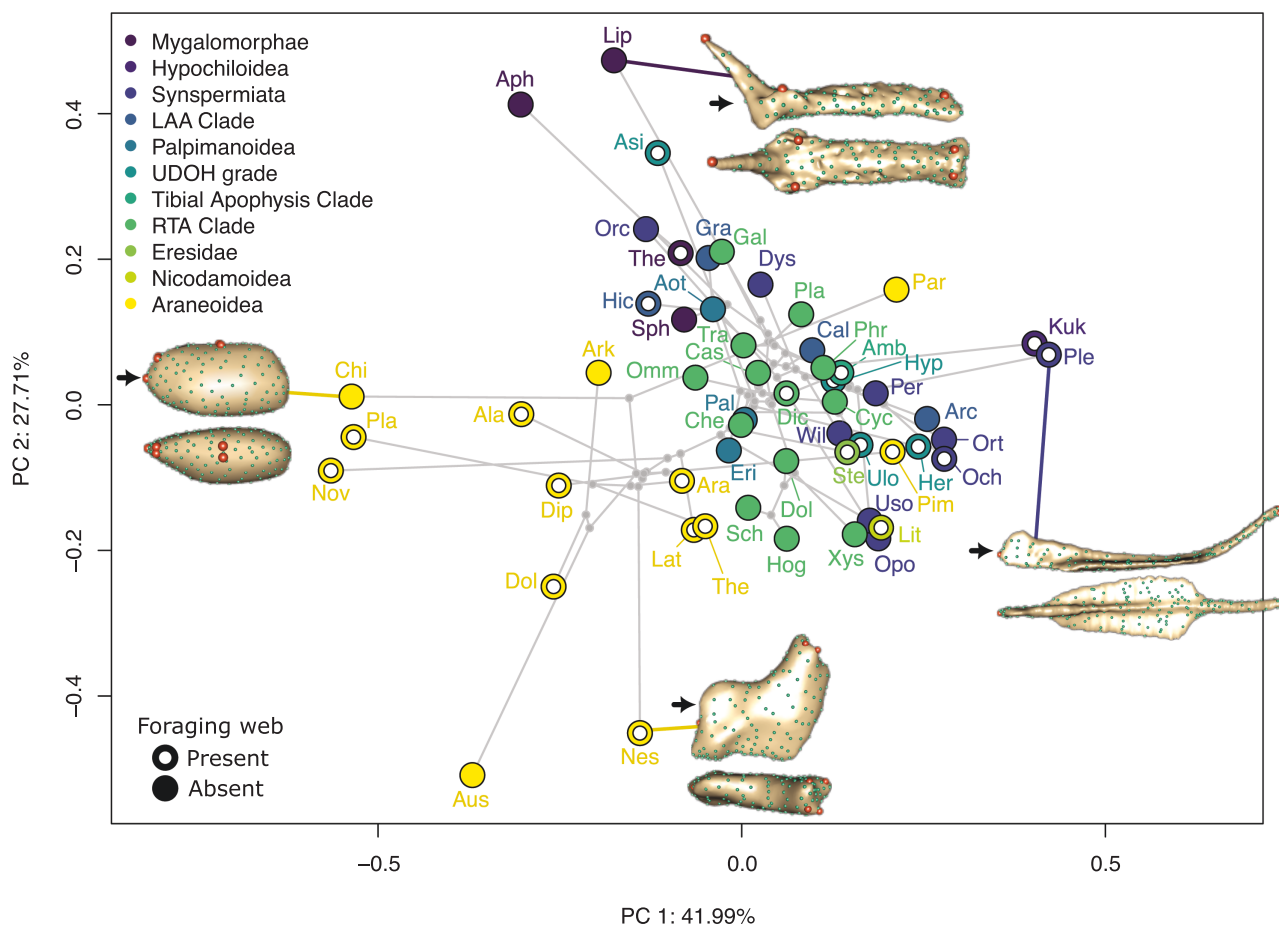 Mygalomorphae
Hypochiloidea
Synspermiata
LAA Clade
Palpimanoidea
UDOH grade
Tibial Apophysis Clade
RTA Clade
Eresidae
Nicodamoidea
Araneoidea
Lip
Aph
Asi
Orc
Gra
Gal
The
Dys
Aot
Hic
Pla
Par
Sph
Tra
Cal
Phr
Kuk
Amb
Ple
Ark
Cas
Hyp
Chi
Omm
Per
Pla
Ala
Pal
Dic
Cyc
Arc
Che
Wil
Ort
Eri
Ste
Ulo
Her
Och
Nov
Dip
Ara
Pim
Dol
Uso
Sch
Lit
Lat
Hog
Xys
Opo
Dol
The
Nes
Aus
Foraging web
Present
Absent
0.4
0.2
0.0
−0.2
−0.4
PC 2: 27.71%
−0.5
0.0
0.5
PC 1: 41.99%